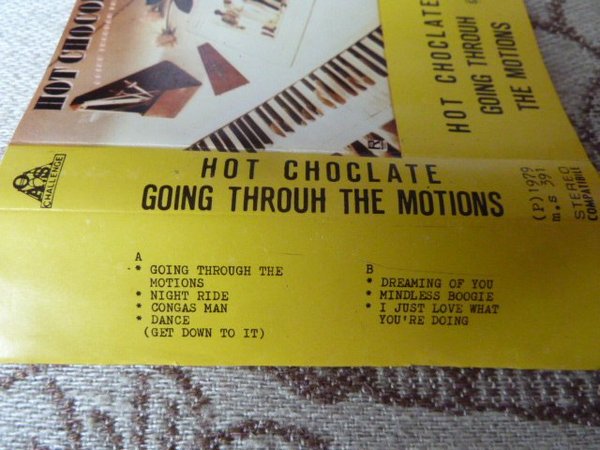 HOT CHOCO
HOT CHOCLATE
GOING THROUH
THE MOTIONS
HOT CHOCLATE
GOING THROUH THE MOTIONS
CHALLENGE
(P)1979
m.s 391
STEREO
COMPATIBLE
A
* GOING THROUGH THE
MOTIONS
* NIGHT RIDE
* CONGAS MAN
* DANCE
(GET DOWN TO IT)
B
* DREAMING OF YOU
* MINDLESS BOOGIE
* I JUST LOVE WHAT
YOU'RE DOING